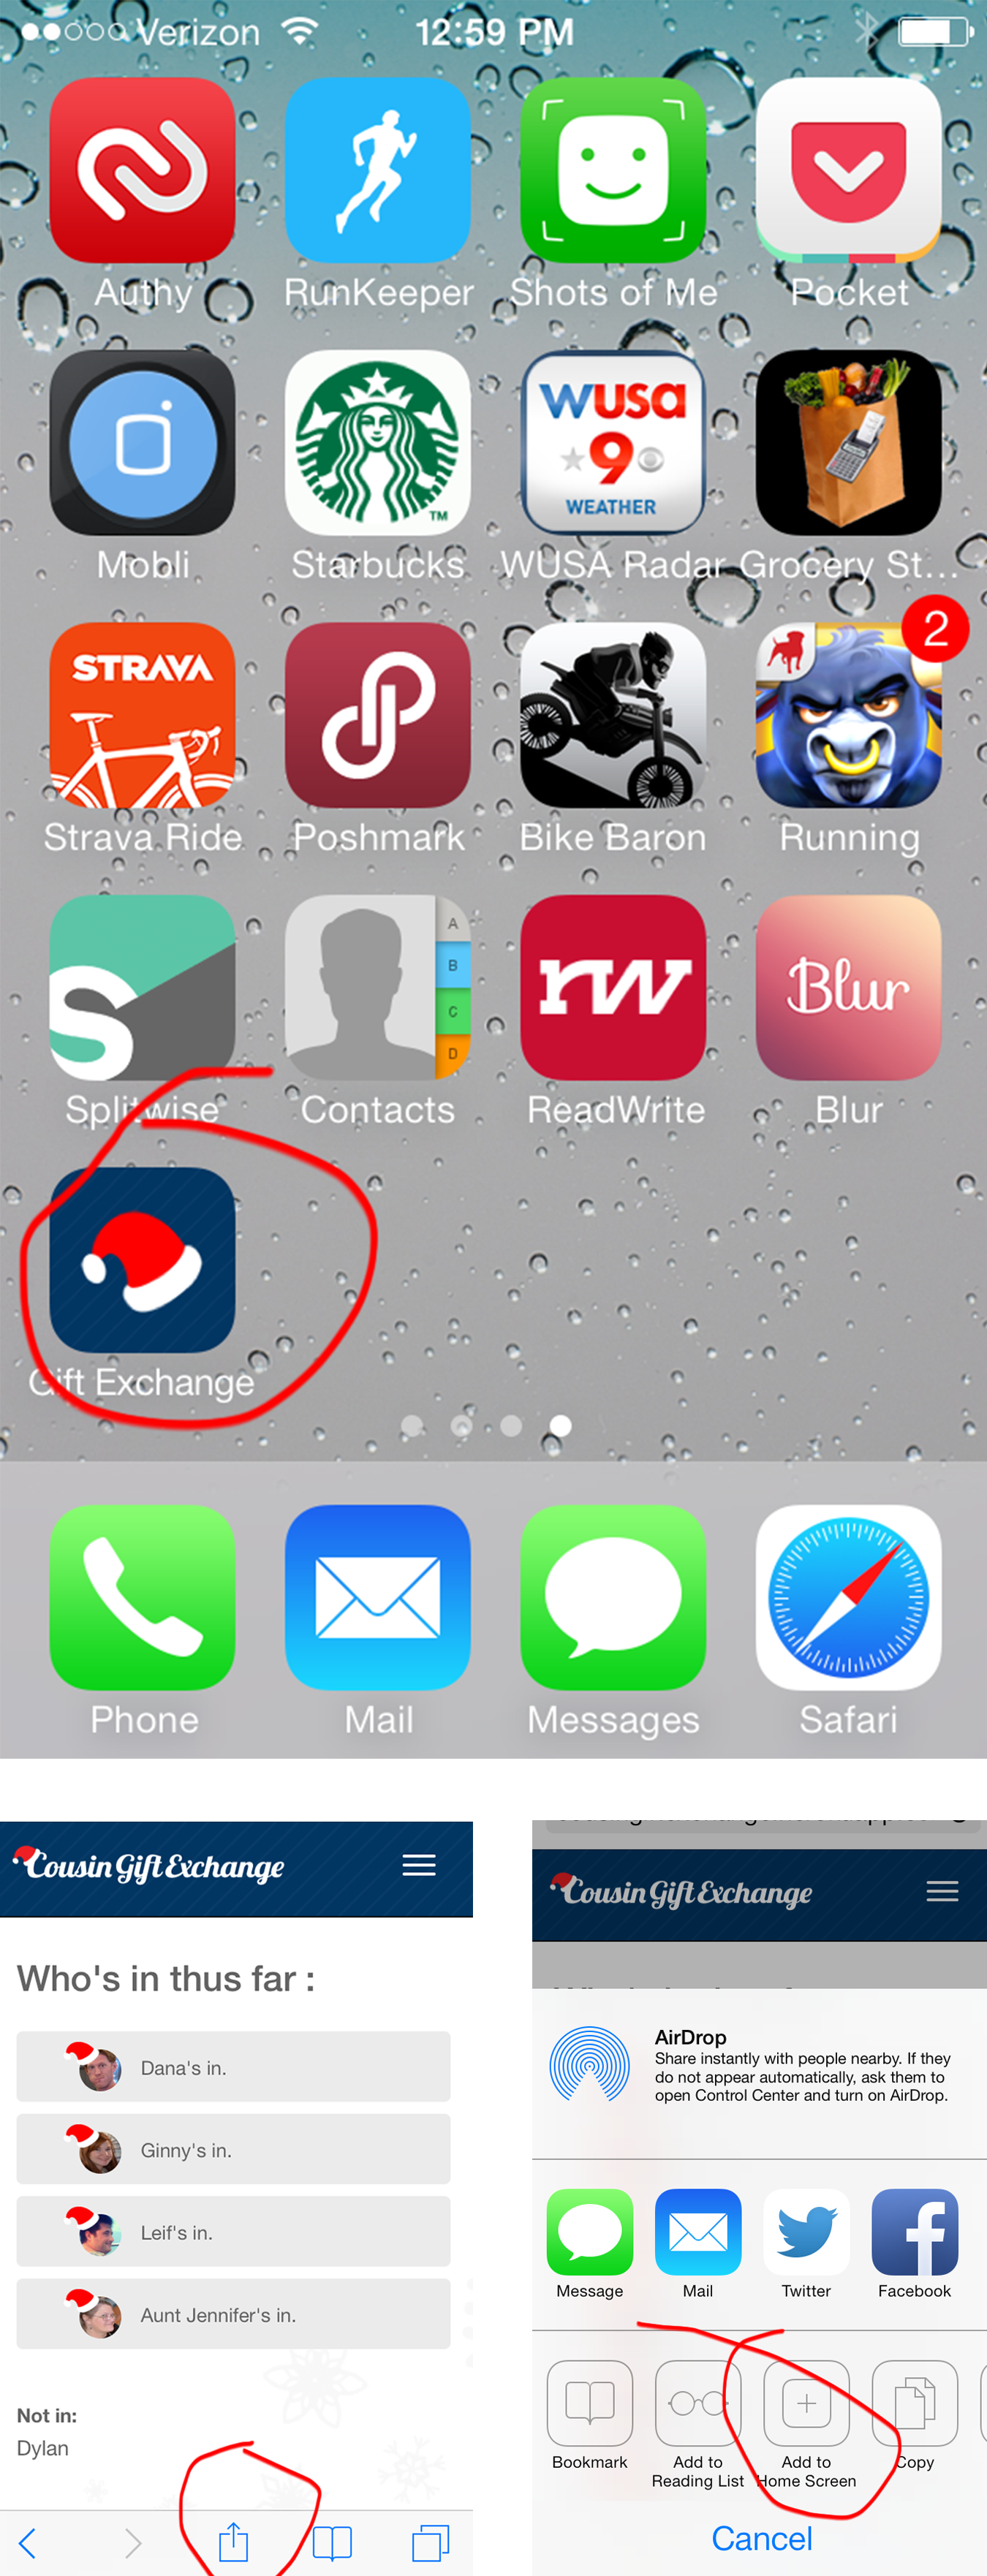 Verizon 12:59 PM
Authy RunKeeper Shots of Me Pocket
WUSA
9
WEATHER
TM
Mobli Starbucks WUSA Radar Grocery St...
STRAVA
2
Strava Ride Poshmark Bike Baron Running
S
A
B
C
D
rw
Blur
Splitwise Contacts ReadWrite Blur
Gift Exchange
Phone Mail Messages Safari
Cousin Gift Exchange
Who's in thus far :
Dana's in.
Ginny's in.
Leif's in.
Aunt Jennifer's in.
Not in:
Dylan
Cousin Gift Exchange
AirDrop
Share instantly with people nearby. If they
do not appear automatically, ask them to
open Control Center and turn on AirDrop.
Message Mail Twitter Facebook
Bookmark Add to Reading List Add to Home Screen Copy
Cancel